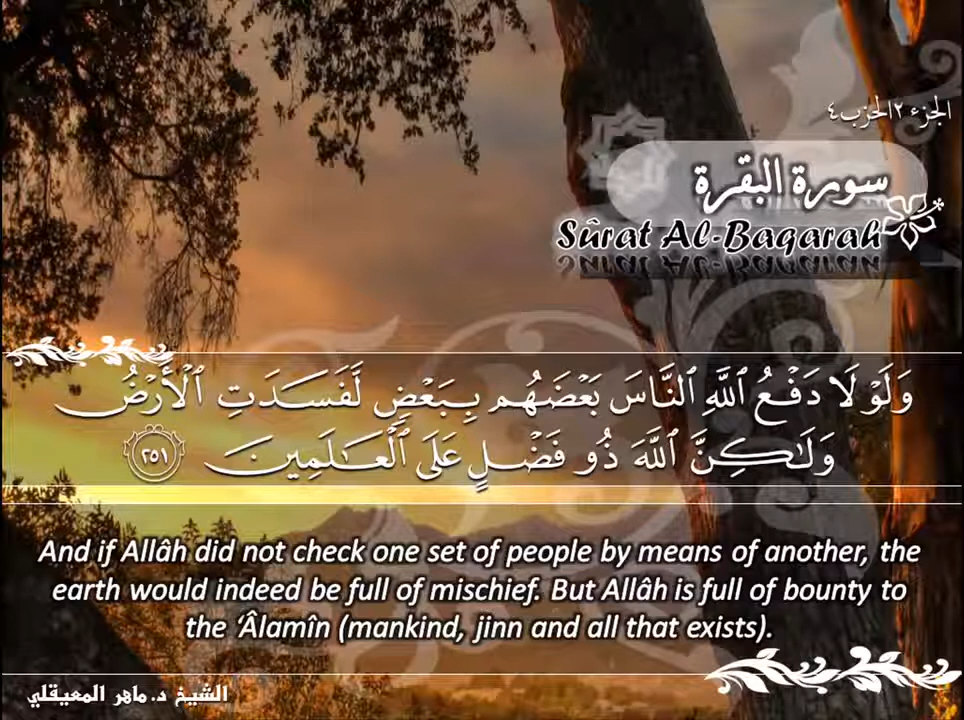 الجزء ٢ الحزب ٤
سورة البقرة
Sûrat Al-Baqarah
وَلَوْلَا دَفْعُ ٱللَّهِ ٱلنَّاسَ بَعْضَهُم بِبَعْضٍ لَّفَسَدَتِ ٱلْأَرْضُ
وَلَـٰكِنَّ ٱللَّهَ ذُو فَضْلٍ عَلَى ٱلْعَـٰلَمِينَ ٢٥١
And if Allâh did not check one set of people by means of another, the
earth would indeed be full of mischief. But Allâh is full of bounty to
the ‘Âlamîn (mankind, jinn and all that exists).
الشيخ د. ماهر المعيقلي